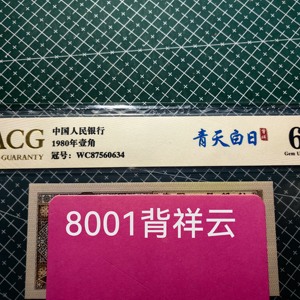 ACG
GUARANTY
中国人民银行
1980年壹角
冠号：WC87560634
青天白日
6
Gem U
8001背祥云